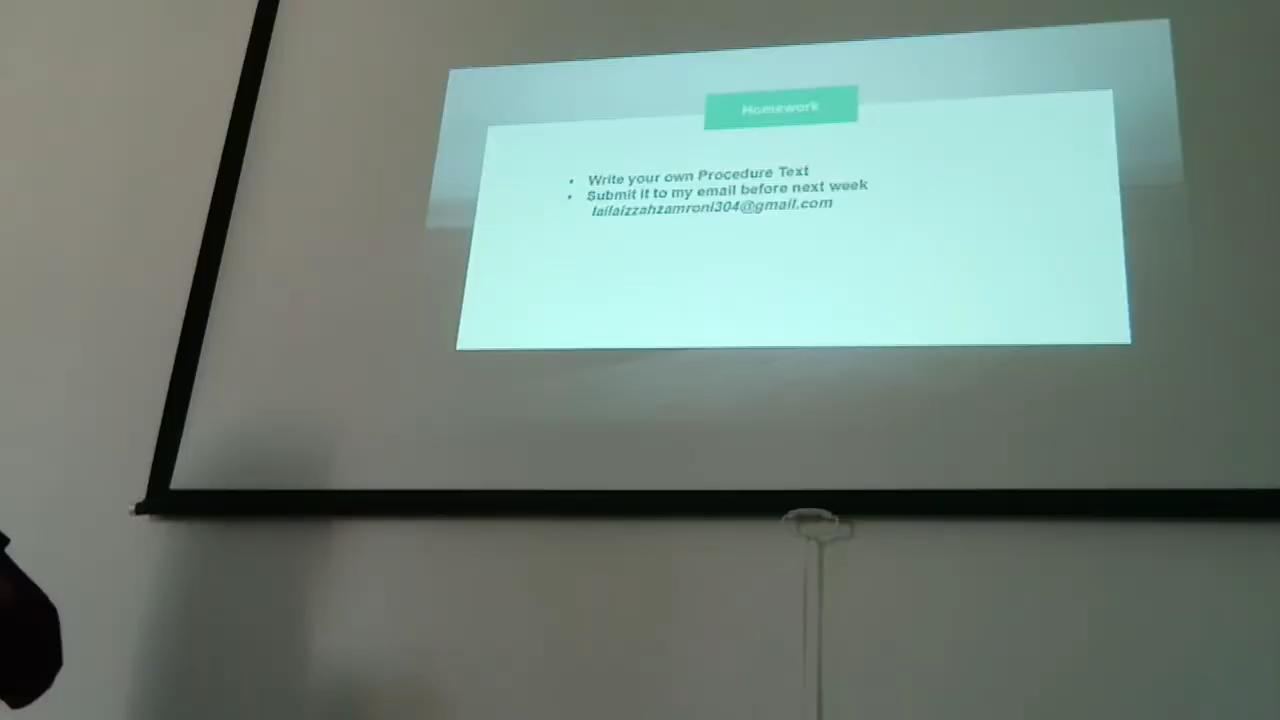 Homework
• Write your own Procedure Text
• Submit it to my email before next week
lailaizzahzamroni304@gmail.com